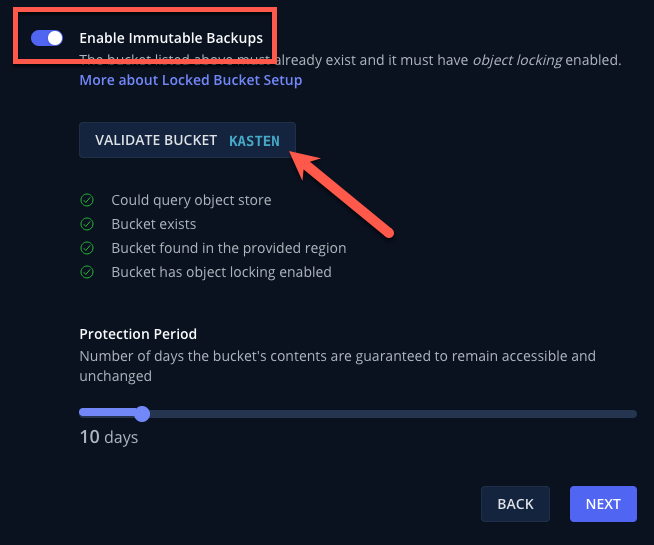 Enable Immutable Backups
The bucket listed above must already exist and it must have object locking enabled.
More about Locked Bucket Setup
VALIDATE BUCKET KASTEN
Could query object store
Bucket exists
Bucket found in the provided region
Bucket has object locking enabled
Protection Period
Number of days the bucket's contents are guaranteed to remain accessible and
unchanged
10 days
BACK NEXT